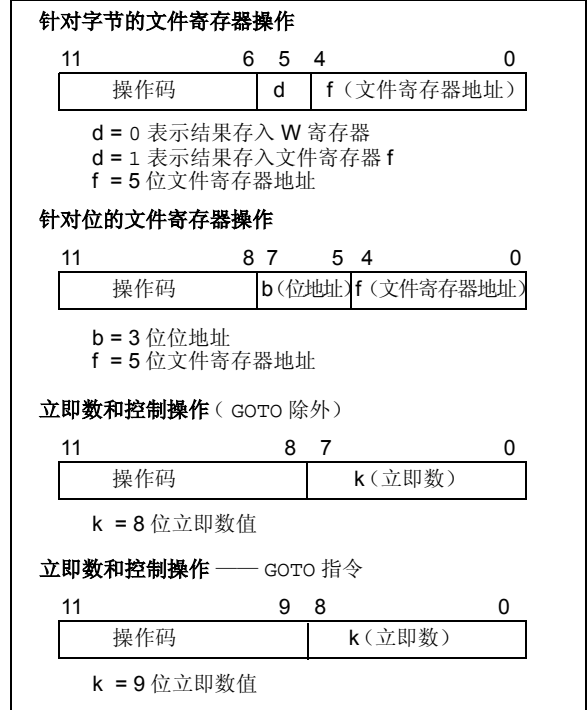 针对字节的文件寄存器操作
11 6 5 4 0
操作码 d f（文件寄存器地址）
d = 0 表示结果存入 W 寄存器
d = 1 表示结果存入文件寄存器 f
f = 5 位文件寄存器地址
针对位的文件寄存器操作
11 8 7 5 4 0
操作码 b（位地址） f（文件寄存器地址）
b = 3 位位地址
f = 5 位文件寄存器地址
立即数和控制操作（ GOTO 除外）
11 8 7 0
操作码 k（立即数）
k = 8 位立即数值
立即数和控制操作 —— GOTO 指令
11 9 8 0
操作码 k（立即数）
k = 9 位立即数值